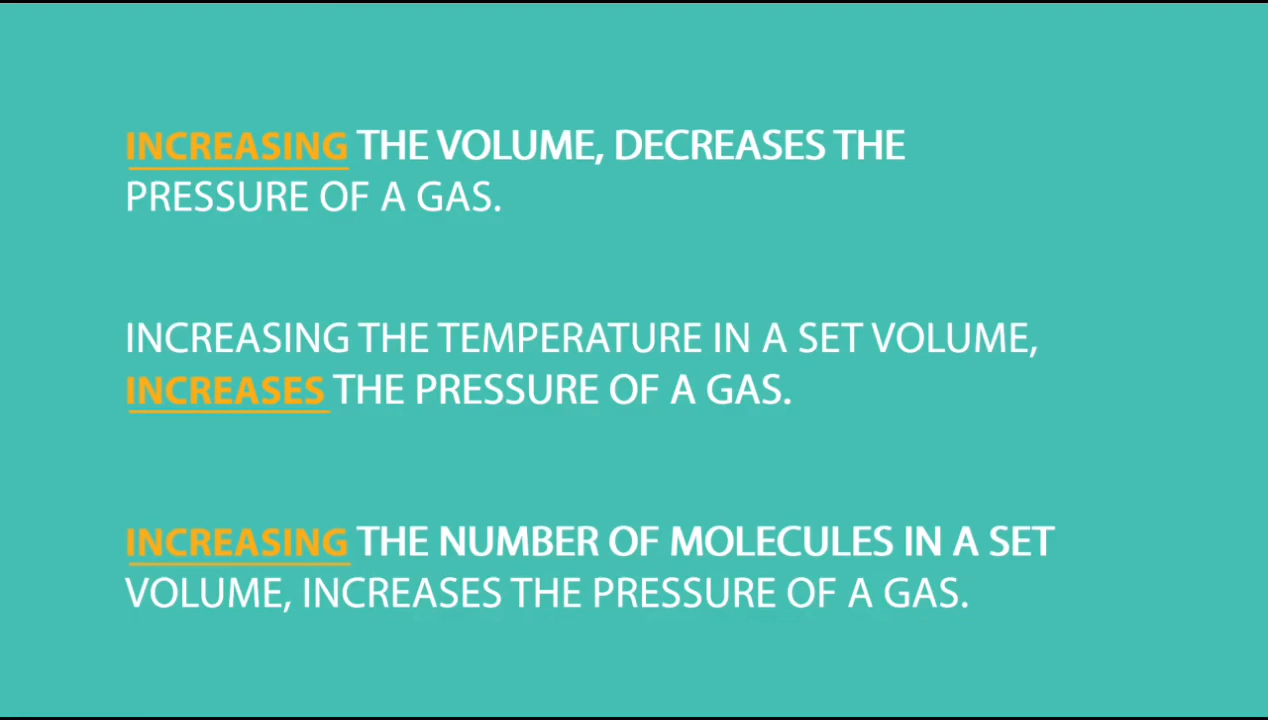 INCREASING THE VOLUME, DECREASES THE
PRESSURE OF A GAS.
INCREASING THE TEMPERATURE IN A SET VOLUME,
INCREASES THE PRESSURE OF A GAS.
INCREASING THE NUMBER OF MOLECULES IN A SET
VOLUME, INCREASES THE PRESSURE OF A GAS.